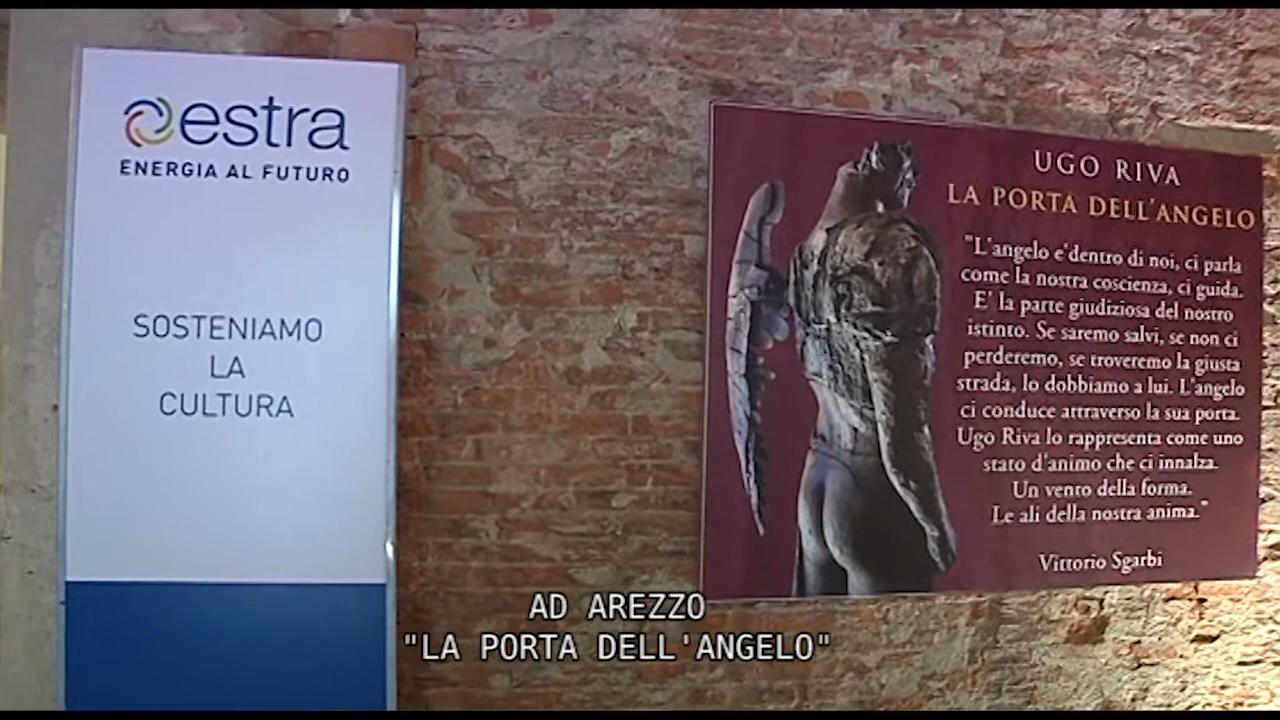 estra
ENERGIA AL FUTURO
SOSTENIAMO
LA
CULTURA
UGO RIVA
LA PORTA DELL'ANGELO
"L'angelo e'dentro di noi, ci parla
come la nostra coscienza, ci guida.
E' la parte giudiziosa del nostro
istinto. Se saremo salvi, se non ci
perderemo, se troveremo la giusta
strada, lo dobbiamo a lui. L'angelo
ci conduce attraverso la sua porta.
Ugo Riva lo rappresenta come uno
stato d'animo che ci innalza.
Un vento della forma.
Le ali della nostra anima."
Vittorio Sgarbi
AD AREZZO
"LA PORTA DELL'ANGELO"